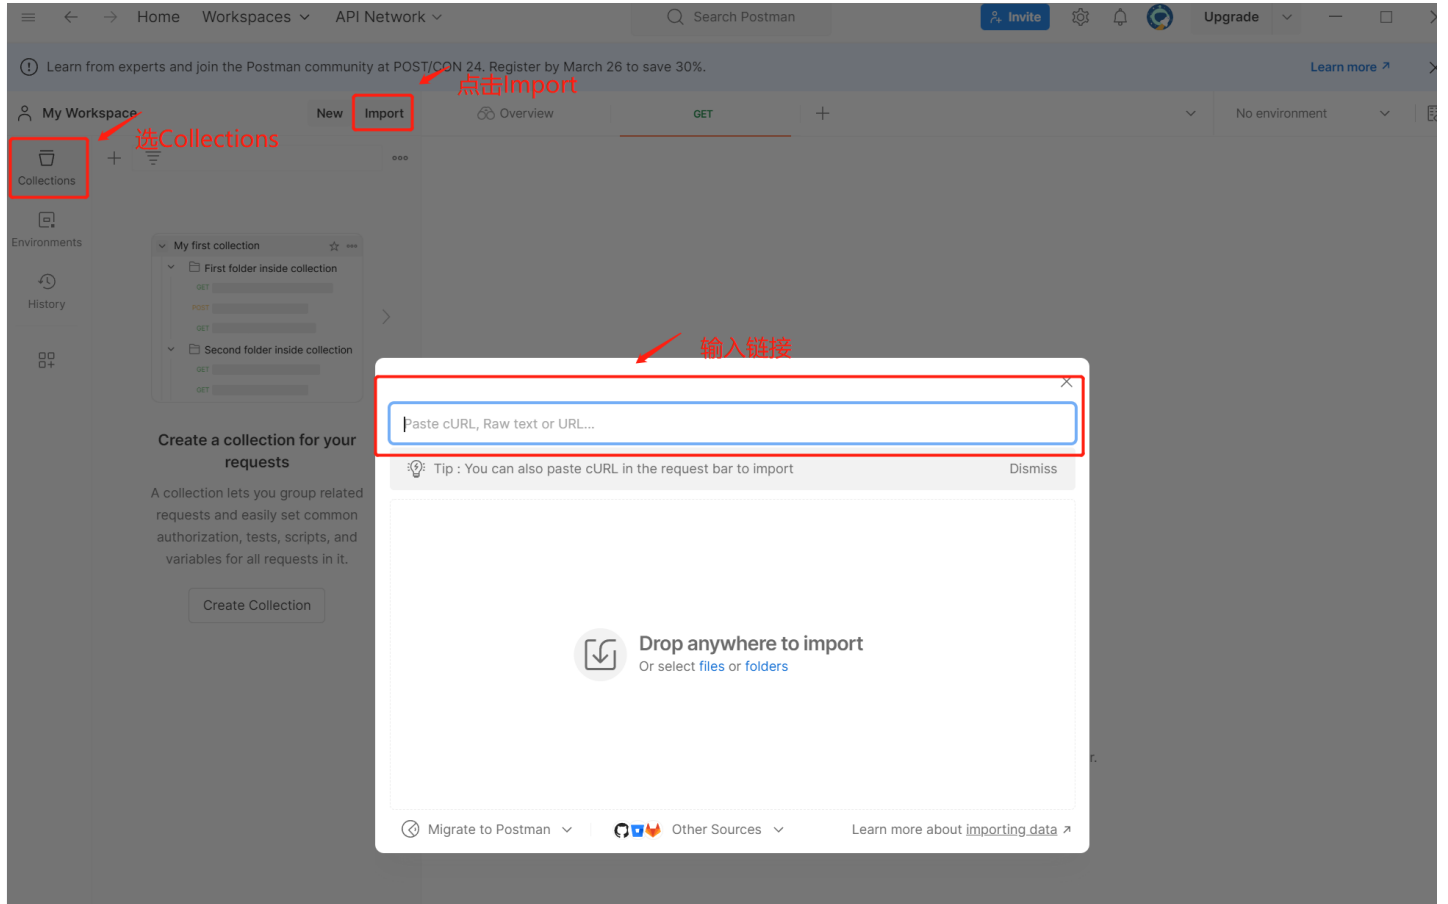 Home Workspaces API Network Search Postman Invite Upgrade
Learn from experts and join the Postman community at POST/CON 24. Register by March 26 to save 30%. Learn more
点击Import
My Workspace New Import Overview GET No environment
选Collections
Collections
Environments
My first collection
First folder inside collection
GET
History
POST
GET
Second folder inside collection
GET
GET
输入链接
Paste cURL, Raw text or URL...
Create a collection for your
requests
Tip : You can also paste cURL in the request bar to import Dismiss
A collection lets you group related
requests and easily set common
authorization, tests, scripts, and
variables for all requests in it.
Create Collection
Drop anywhere to import
Or select files or folders
r.
Migrate to Postman Other Sources Learn more about importing data